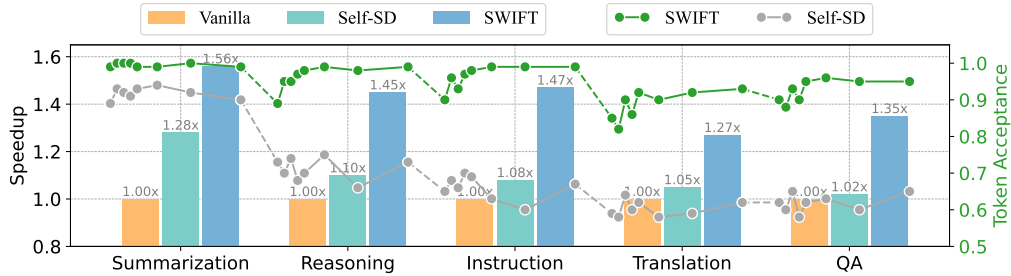 Vanilla Self-SD SWIFT SWIFT Self-SD
1.6 1.56x 1.0
1.4 1.45x 1.47x 0.9
1.28x 1.27x 1.35x 0.8
1.2 1.10x 1.08x 1.05x 1.02x 0.7
1.0 1.00x 1.00x 1.00x 1.00x 1.00x 0.6
0.8 0.5
Speedup
Token Acceptance
Summarization Reasoning Instruction Translation QA